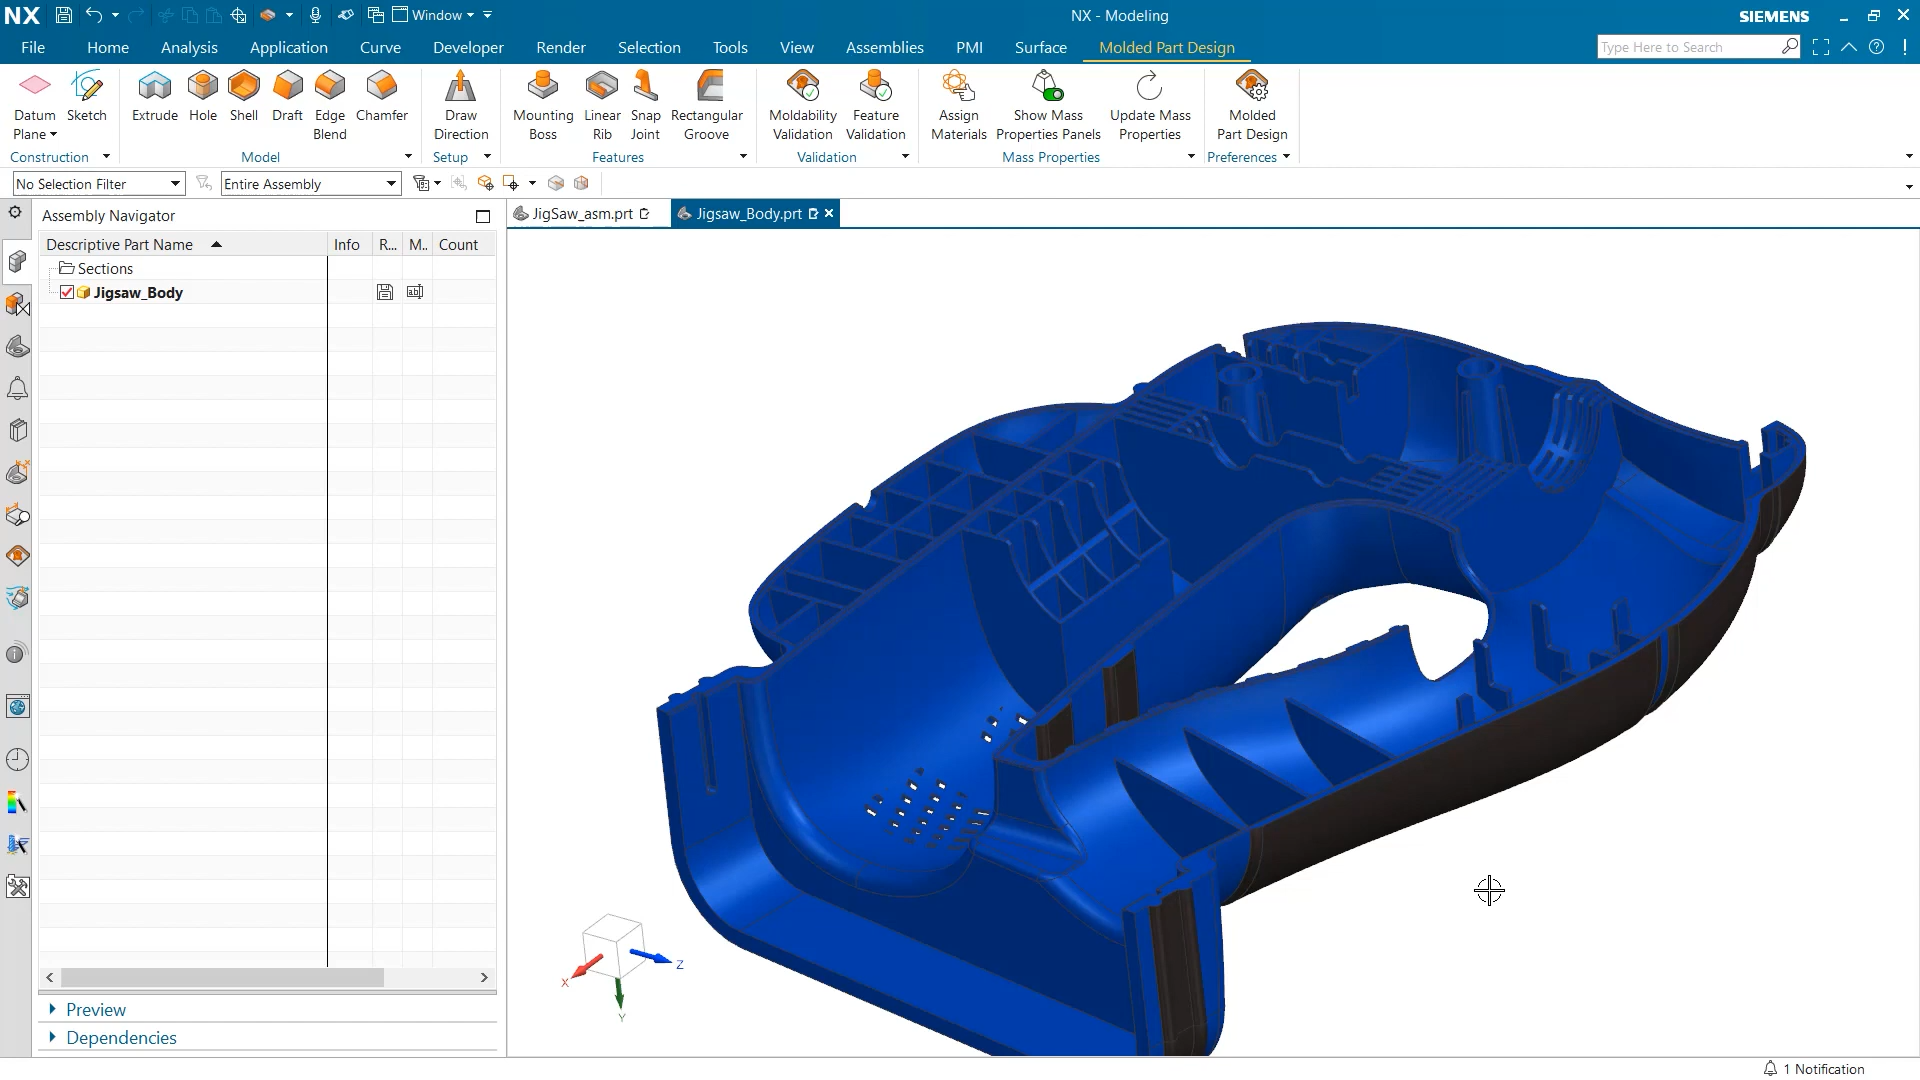 NX
Window
NX - Modeling
SIEMENS
File Home Analysis Application Curve Developer Render Selection Tools View Assemblies PMI Surface Molded Part Design
Type Here to Search
Datum Plane
Sketch
Construction
Extrude
Hole
Shell
Draft
Edge Blend
Chamfer
Model
Draw Direction
Setup
Mounting Boss
Linear Rib
Snap Joint
Rectangular Groove
Features
Moldability Validation
Feature Validation
Validation
Assign Materials
Show Mass Properties Panels
Update Mass Properties
Mass Properties
Molded Part Design
Preferences
No Selection Filter
Entire Assembly
Assembly Navigator
JigSaw_asm.prt
Jigsaw_Body.prt
Descriptive Part Name Info R... M.. Count
Sections
Jigsaw_Body
X
Y
Z
Preview
Dependencies
1 Notification